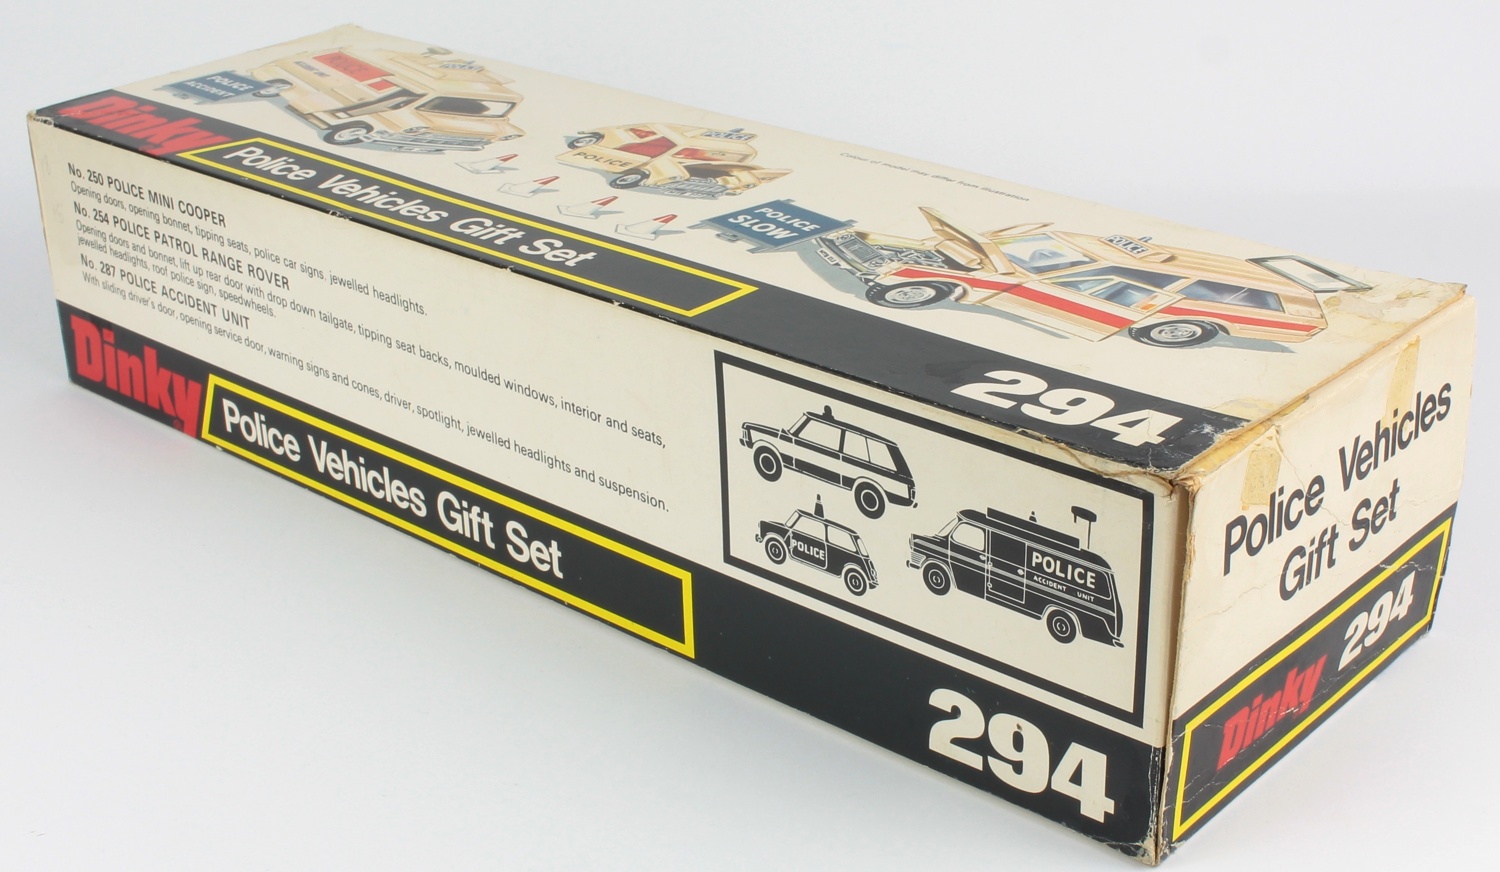 POLICE
ACCIDENT UNIT
POLICE
ACCIDENT
POLICE
POLICE
POLICE
SLOW
POLICE
Colour of model may differ from illustration
Dinky
Police Vehicles Gift Set
294
No. 250 POLICE MINI COOPER
Opening doors, opening bonnet, tipping seats, police car signs, jewelled headlights.
No. 254 POLICE PATROL RANGE ROVER
Opening doors and bonnet, lift up rear door with drop down tailgate, tipping seat backs, moulded windows, interior and seats,
jewelled headlights, roof police sign, speedwheels.
No. 287 POLICE ACCIDENT UNIT
With sliding driver's door, opening service door, warning signs and cones, driver, spotlight, jewelled headlights and suspension.
POLICE
POLICE
ACCIDENT UNIT
Dinky
Police Vehicles Gift Set
294
Police Vehicles
Gift Set
Dinky 294